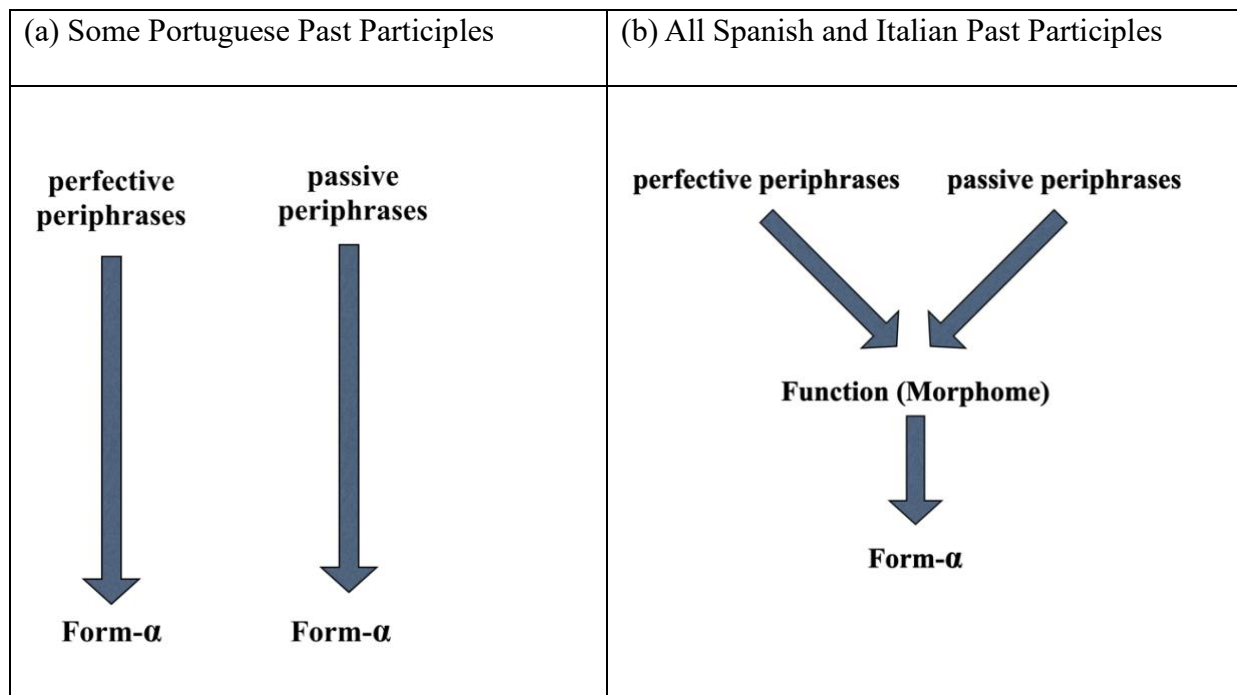 (a) Some Portuguese Past Participles
(b) All Spanish and Italian Past Participles
perfective
periphrases
passive
periphrases
Form-α
Form-α
perfective periphrases
passive periphrases
Function (Morphome)
Form-α